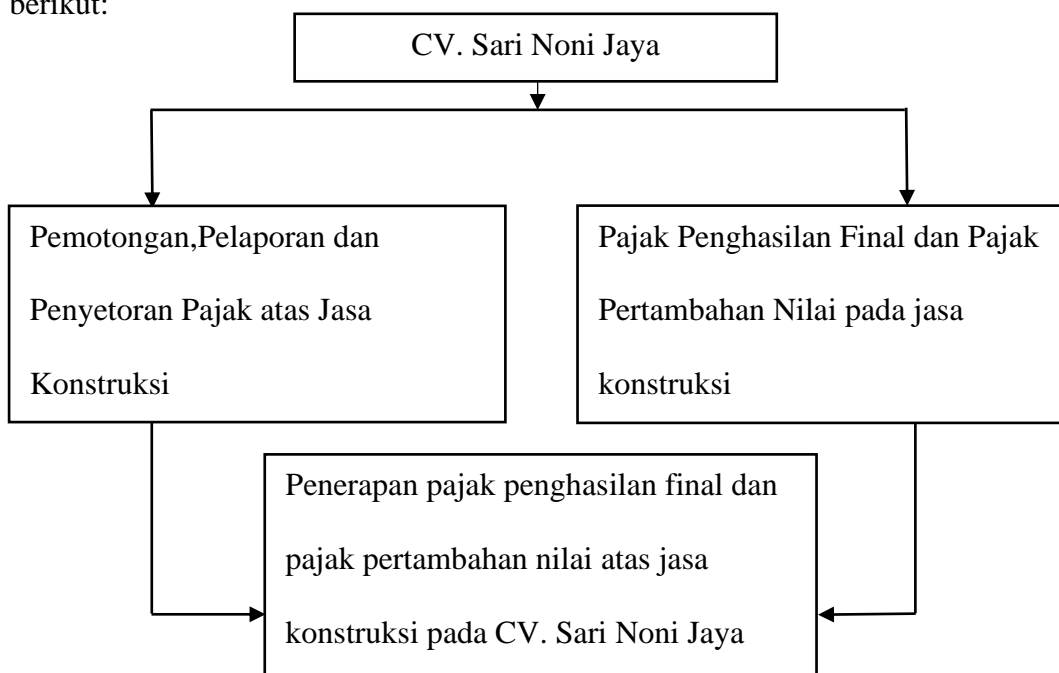 berikut:
CV. Sari Noni Jaya
Pemotongan,Pelaporan dan
Penyetoran Pajak atas Jasa
Konstruksi
Pajak Penghasilan Final dan Pajak
Pertambahan Nilai pada jasa
konstruksi
Penerapan pajak penghasilan final dan
pajak pertambahan nilai atas jasa
konstruksi pada CV. Sari Noni Jaya